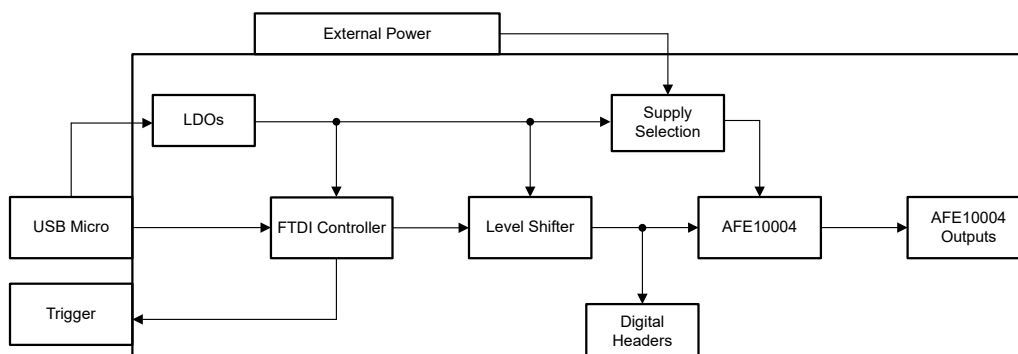 External Power
LDOs
Supply
Selection
USB Micro
FTDI Controller
Level Shifter
AFE10004
AFE10004
Outputs
Trigger
Digital
Headers